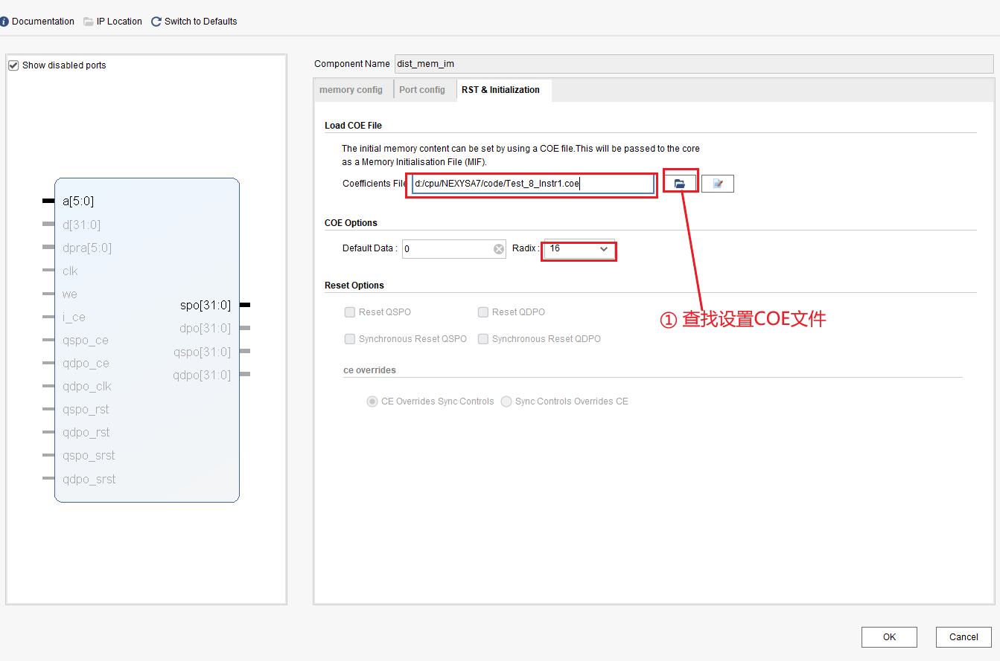 Documentation IP Location Switch to Defaults
Show disabled ports
a[5:0]
d[31:0]
dpra[5:0]
clk
we
i_ce
qspo_ce
qdpo_ce
qdpo_clk
qspo_rst
qdpo_rst
qspo_srst
qdpo_srst
spo[31:0]
dpo[31:0]
qspo[31:0]
qdpo[31:0]
Component Name dist_mem_im
memory config Port config RST & Initialization
Load COE File
The initial memory content can be set by using a COE file.This will be passed to the core
as a Memory Initialisation File (MIF).
Coefficients File d:/cpu/NEXYSA7/code/Test_8_Instr1.coe
COE Options
Default Data : 0 Radix : 16
Reset Options
Reset QSPO Reset QDPO
① 查找设置COE文件
Synchronous Reset QSPO Synchronous Reset QDPO
ce overrides
CE Overrides Sync Controls Sync Controls Overrides CE
OK Cancel